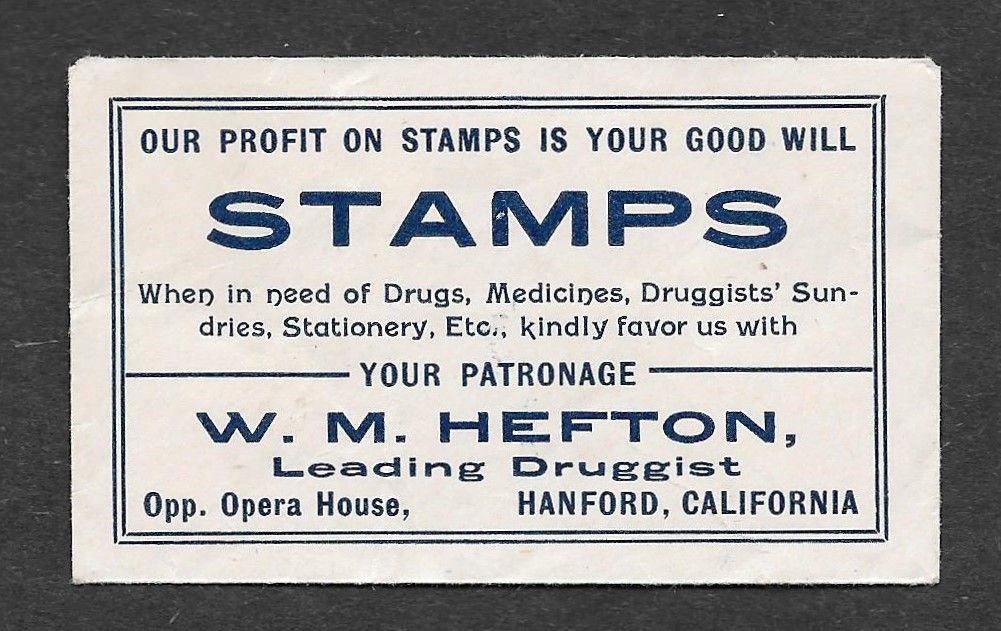 OUR PROFIT ON STAMPS IS YOUR GOOD WILL
STAMPS
When in need of Drugs, Medicines, Druggists' Sun-
dries, Stationery, Etc., kindly favor us with
YOUR PATRONAGE
W. M. HEFTON,
Leading Druggist
Opp. Opera House, HANFORD, CALIFORNIA